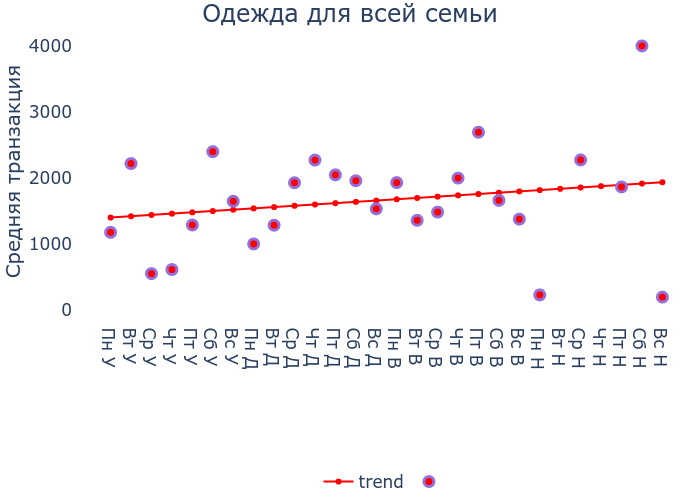 Одежда для всей семьи
Средняя транзакция
4000
3000
2000
1000
0
Пн У
Вт У
Ср У
Чт У
Пт У
Сб У
Вс У
Пн Д
Вт Д
Ср Д
Чт Д
Пт Д
Сб Д
Вс Д
Пн В
Вт В
Ср В
Чт В
Пт В
Сб В
Вс В
Пн Н
Вт Н
Ср Н
Чт Н
Пт Н
Сб Н
Вс Н
trend